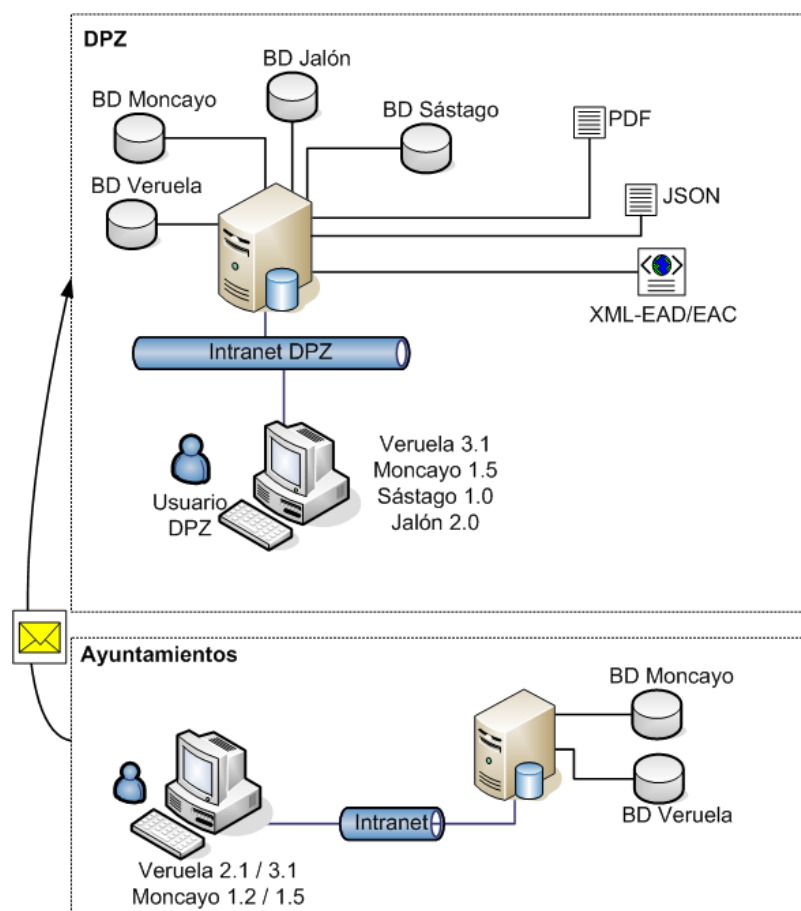 DPZ
BD Jalón
BD Moncayo
BD Sástago
PDF
BD Veruela
JSON
XML-EAD/EAC
Intranet DPZ
Veruela 3.1
Moncayo 1.5
Sástago 1.0
Jalón 2.0
Usuario
DPZ
Ayuntamientos
BD Moncayo
BD Veruela
Intranet
Veruela 2.1 / 3.1
Moncayo 1.2 / 1.5